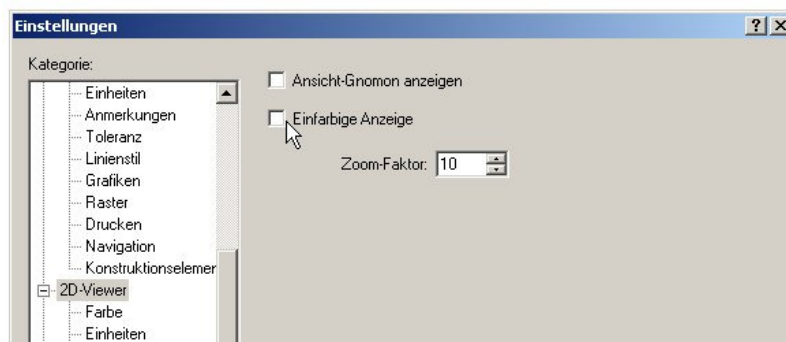 Einstellungen
Kategorie:
Einheiten
Anmerkungen
Toleranz
Linienstil
Grafiken
Raster
Drucken
Navigation
Konstruktionselemer
2D-Viewer
Farbe
Einheiten
Ansicht-Gnomon anzeigen
Einfarbige Anzeige
Zoom-Faktor: 10